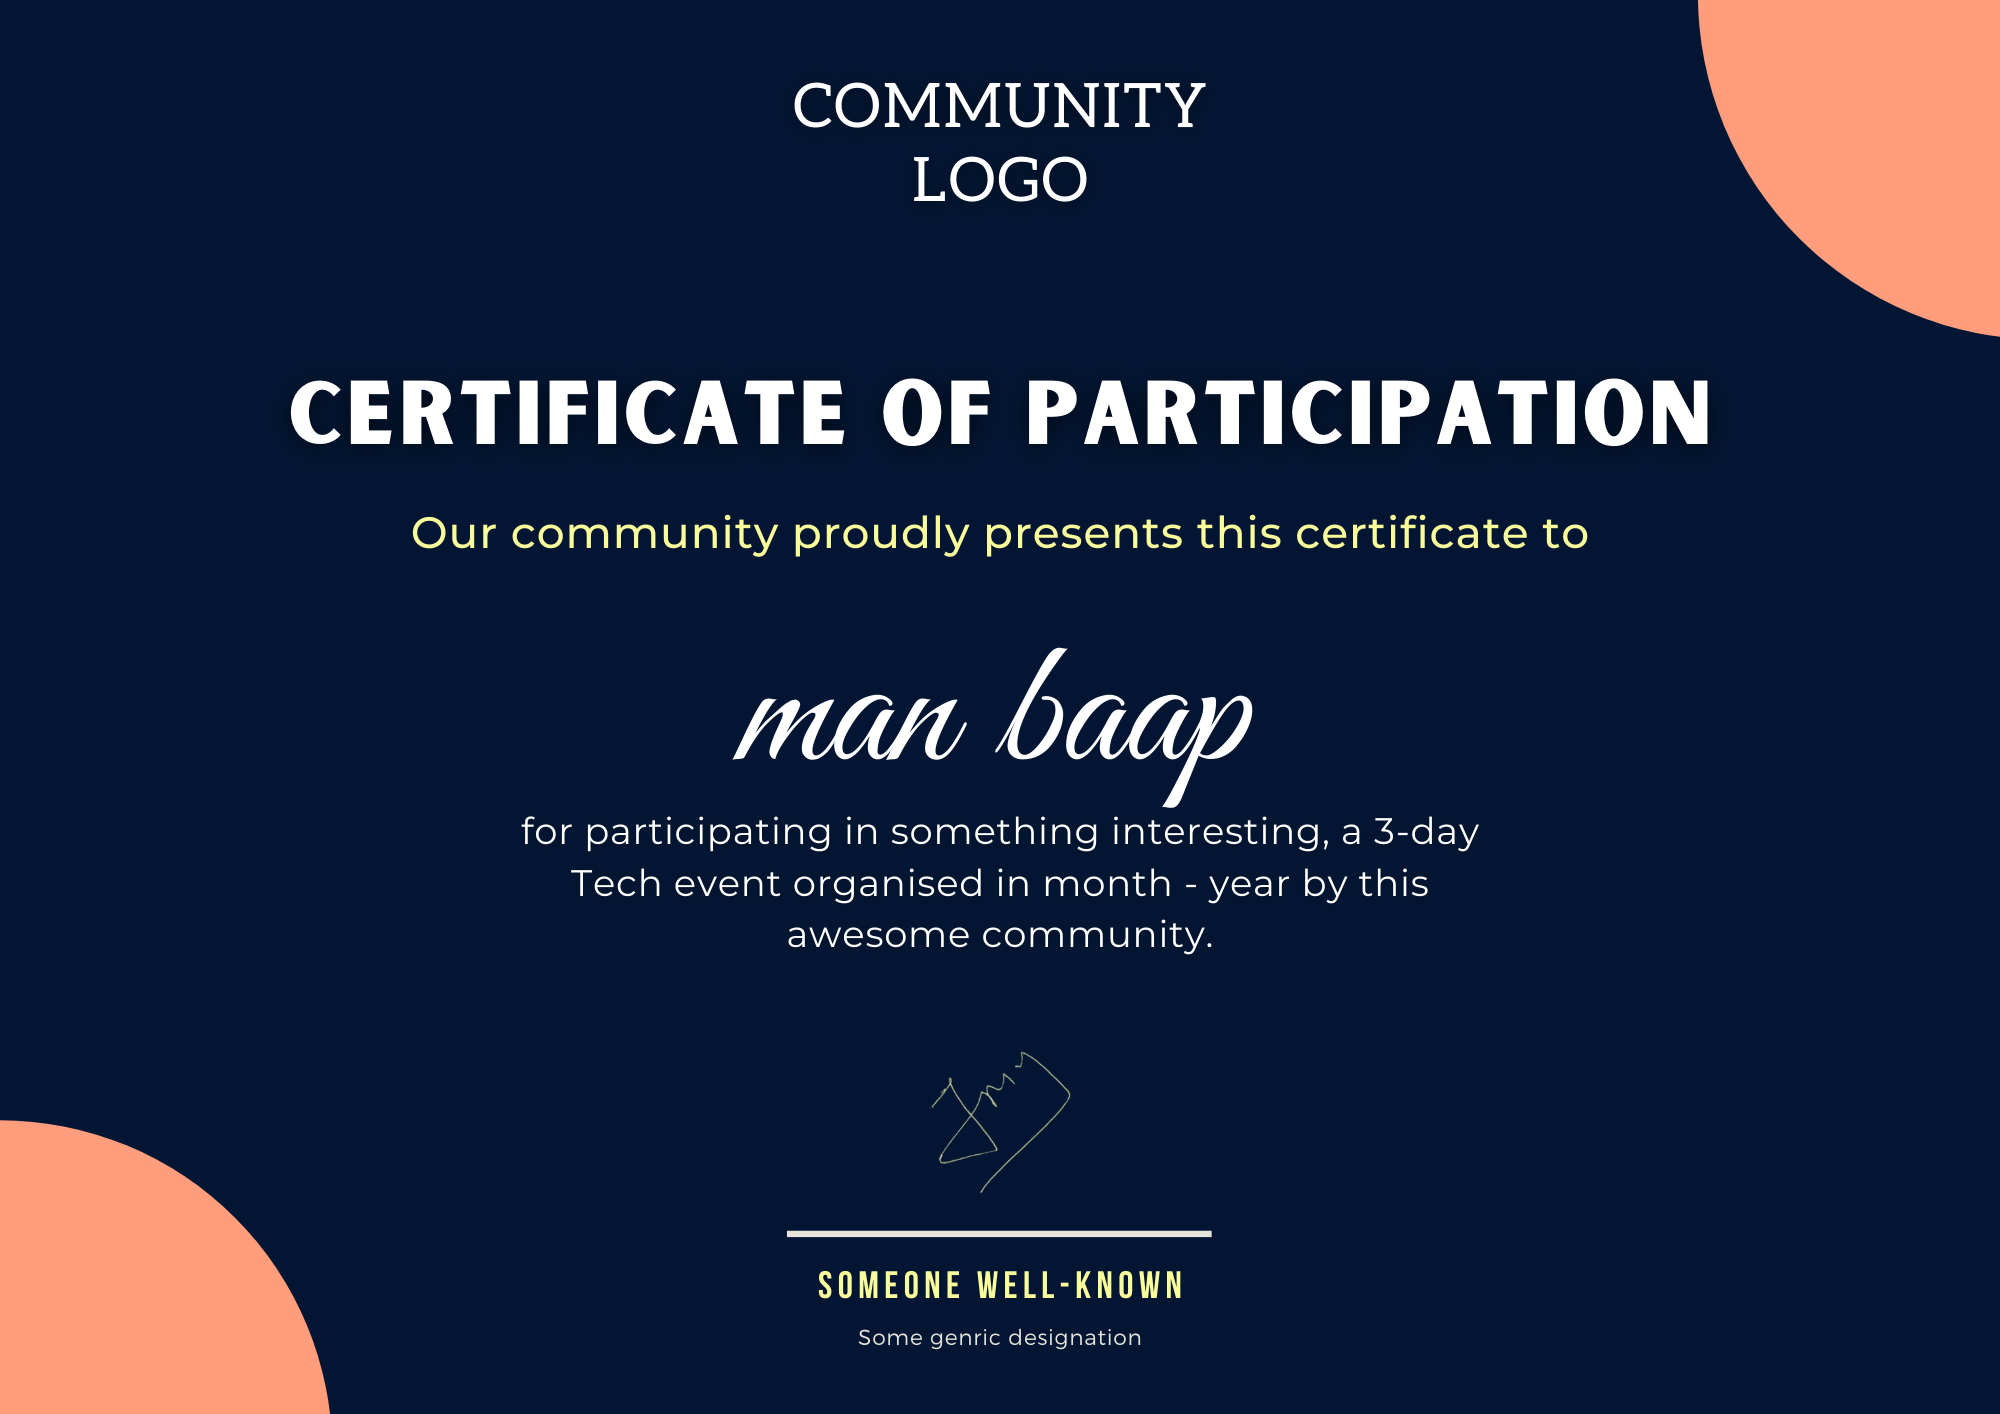 COMMUNITY
LOGO
CERTIFICATE OF PARTICIPATION
Our community proudly presents this certificate to
man baap
for participating in something interesting, a 3-day
Tech event organised in month - year by this
awesome community.
SOMEONE WELL-KNOWN
Some genric designation